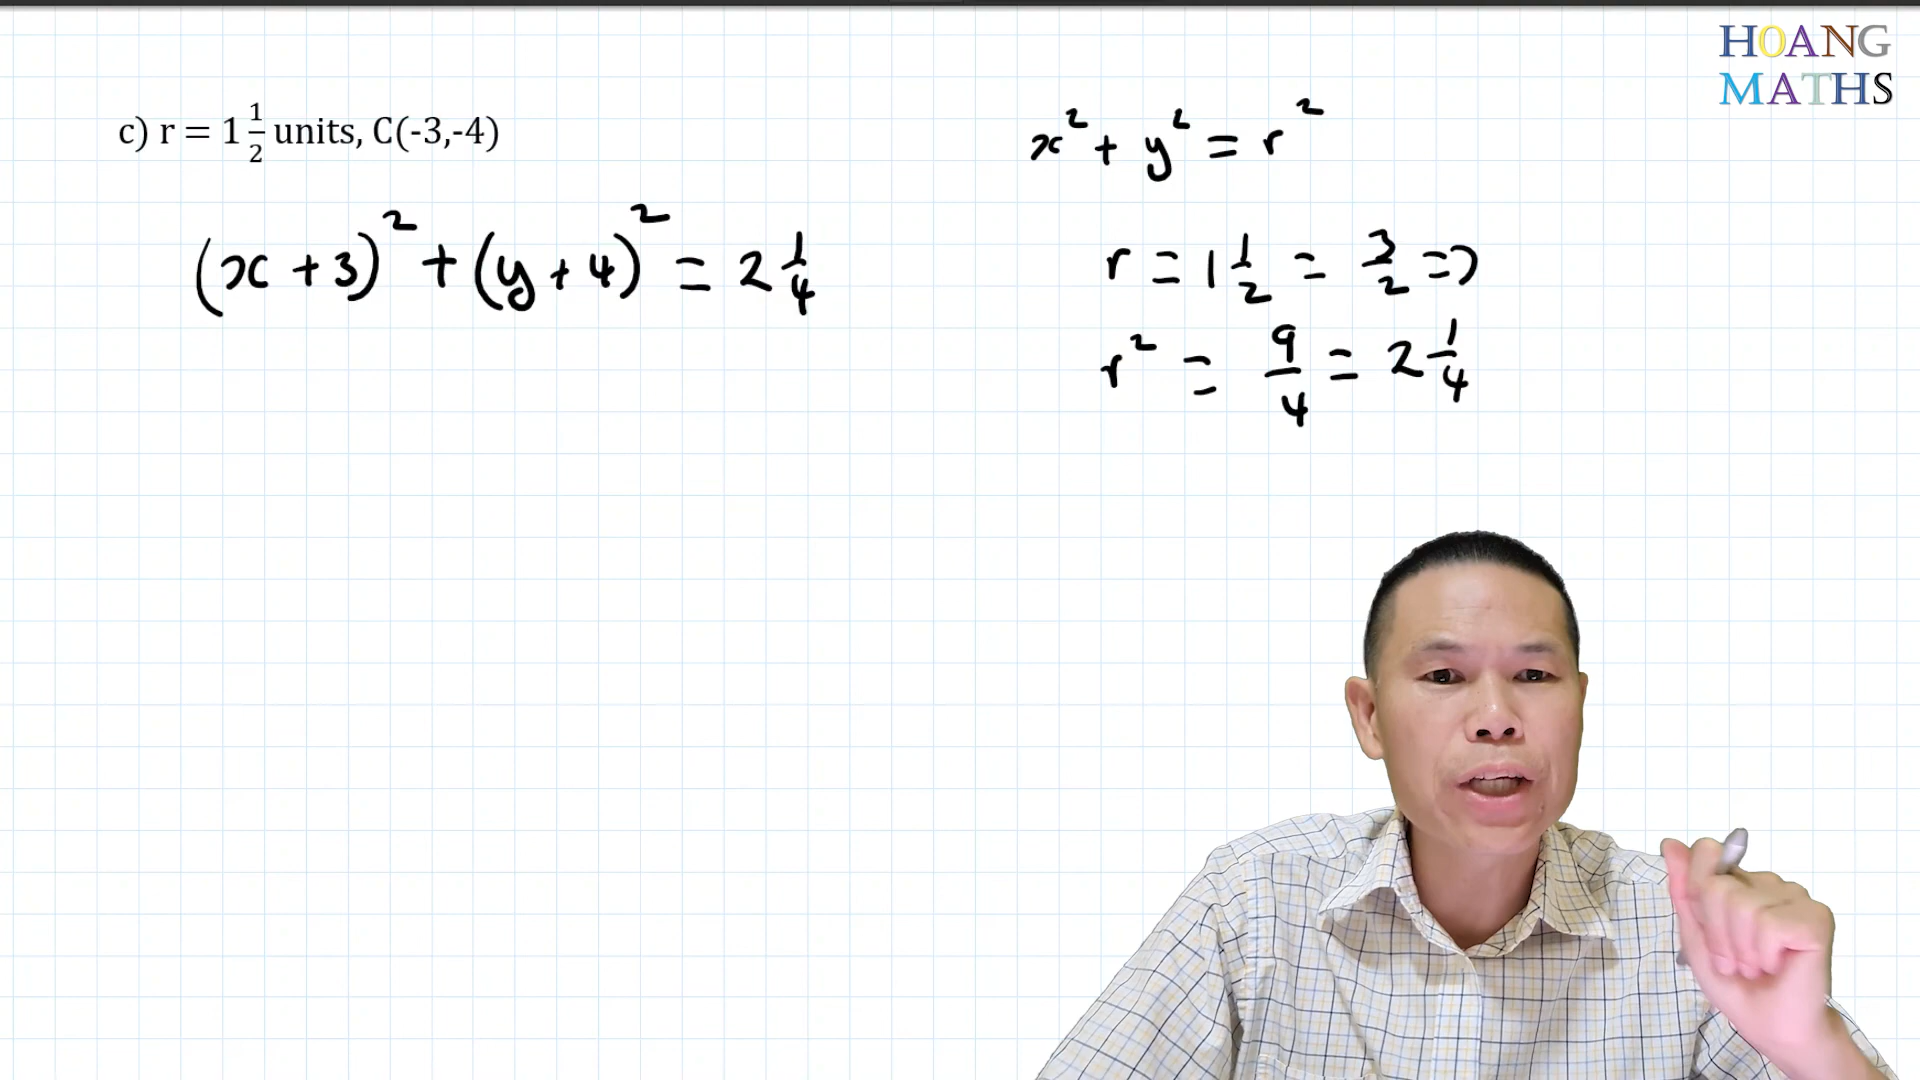 HOANG
MATHS
c) r = 1 1/2 units, C(-3,-4)
(x + 3)² + (y + 4)² = 2 1/4
x² + y² = r²
r = 1 1/2 = 3/2 =>
r² = 9/4 = 2 1/4